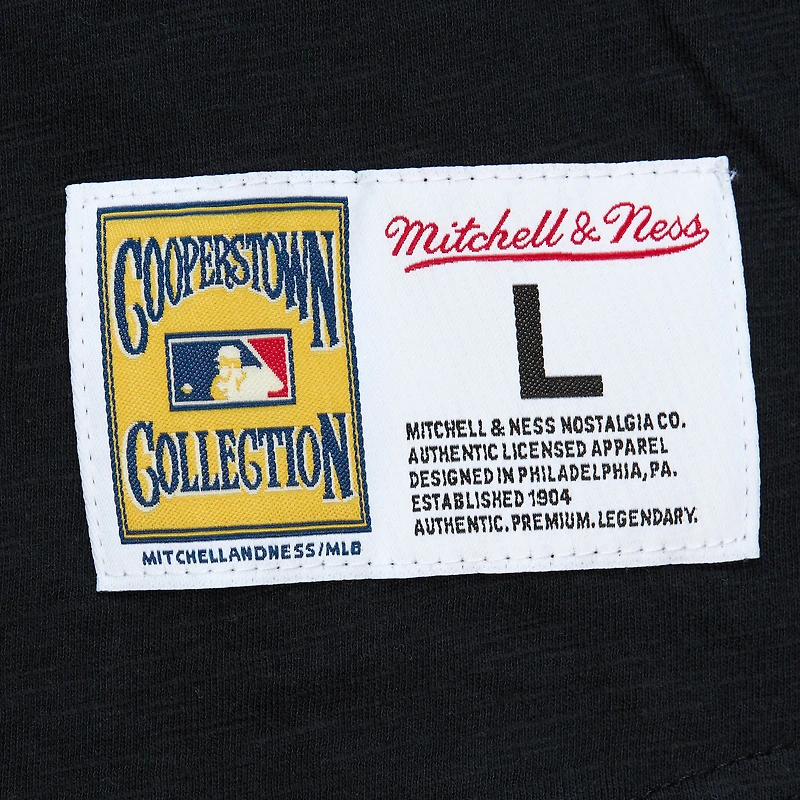 COOPERSTOWN
COLLECTION
MITCHELLANDNESS/MLB
Mitchell & Ness
L
MITCHELL & NESS NOSTALGIA CO.
AUTHENTIC LICENSED APPAREL
DESIGNED IN PHILADELPHIA, PA.
ESTABLISHED 1904
AUTHENTIC. PREMIUM. LEGENDARY.